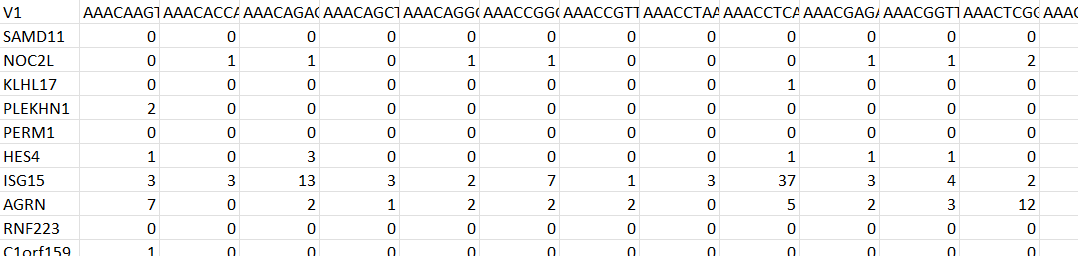 V1 AAACAAGT AAACACCA AAACAGAG AAACAGCT AAACAGGG AAACCGGG AAACCGTT AAACCTAA AAACCTCA AAACGAGA AAACGGTT AAACTCGG AAAC
SAMD11 0 0 0 0 0 0 0 0 0 0 0 0
NOC2L 0 1 1 0 1 1 0 0 0 1 1 2
KLHL17 0 0 0 0 0 0 0 0 1 0 0 0
PLEKHN1 2 0 0 0 0 0 0 0 0 0 0 0
PERM1 0 0 0 0 0 0 0 0 0 0 0 0
HES4 1 0 3 0 0 0 0 0 1 1 1 0
ISG15 3 3 13 3 2 7 1 3 37 3 4 2
AGRN 7 0 2 1 2 2 2 0 5 2 3 12
RNF223 0 0 0 0 0 0 0 0 0 0 0 0
C1orf159 1 0 0 0 0 0 0 0 0 0 0 0